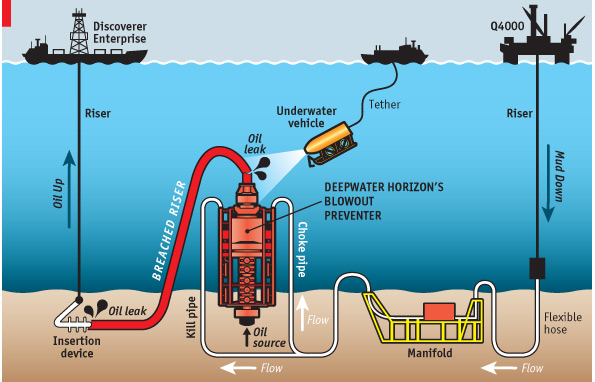 Discoverer
Enterprise
Q4000
Riser
Underwater
vehicle
Tether
Riser
Oil
leak
Oil Up
BREACHED RISER
DEEPWATER HORIZON'S
BLOWOUT
PREVENTER
Mud Down
Choke pipe
Kill pipe
Oil leak
Insertion
device
Oil
source
Flow
Manifold
Flexible
hose
Flow
Flow